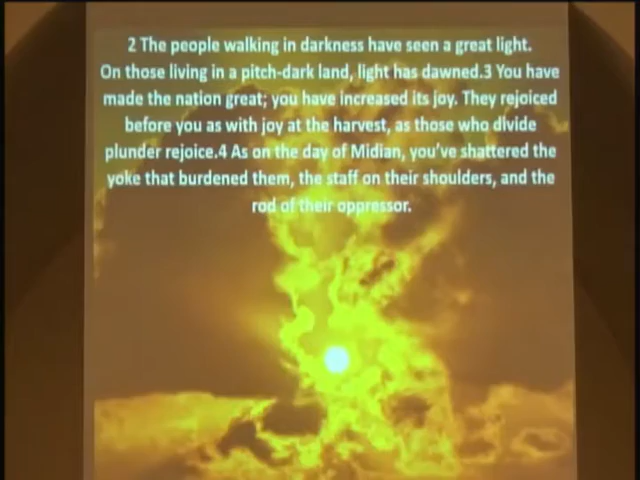 2 The people walking in darkness have seen a great light.
On those living in a pitch-dark land, light has dawned.3 You have
made the nation great; you have increased its joy. They rejoiced
before you as with joy at the harvest, as those who divide
plunder rejoice.4 As on the day of Midian, you've shattered the
yoke that burdened them, the staff on their shoulders, and the
rod of their oppressor.